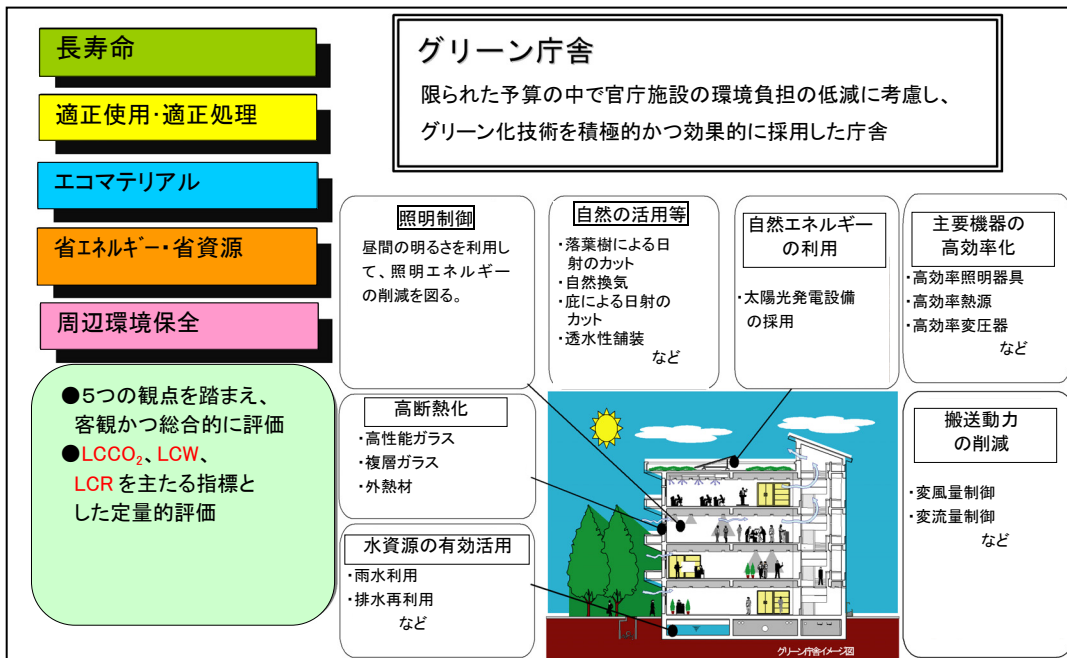 長寿命
適正使用・適正処理
エコマテリアル
省エネルギー・省資源
周辺環境保全
●5つの観点を踏まえ、
客観かつ総合的に評価
●LCCO₂、LCW、
LCR を主たる指標と
した定量的評価
グリーン庁舎
限られた予算の中で官庁施設の環境負担の低減に考慮し、
グリーン化技術を積極的かつ効果的に採用した庁舎
照明制御
昼間の明るさを利用し
て、照明エネルギー
の削減を図る。
自然の活用等
・落葉樹による日
射のカット
・自然換気
・庇による日射の
カット
・透水性舗装
など
自然エネルギー
の利用
・太陽光発電設備
の採用
主要機器の
高効率化
・高効率照明器具
・高効率熱源
・高効率変圧器
など
高断熱化
・高性能ガラス
・複層ガラス
・外熱材
水資源の有効活用
・雨水利用
・排水再利用
など
搬送動力
の削減
・変風量制御
・変流量制御
など
グリーン庁舎イメージ図